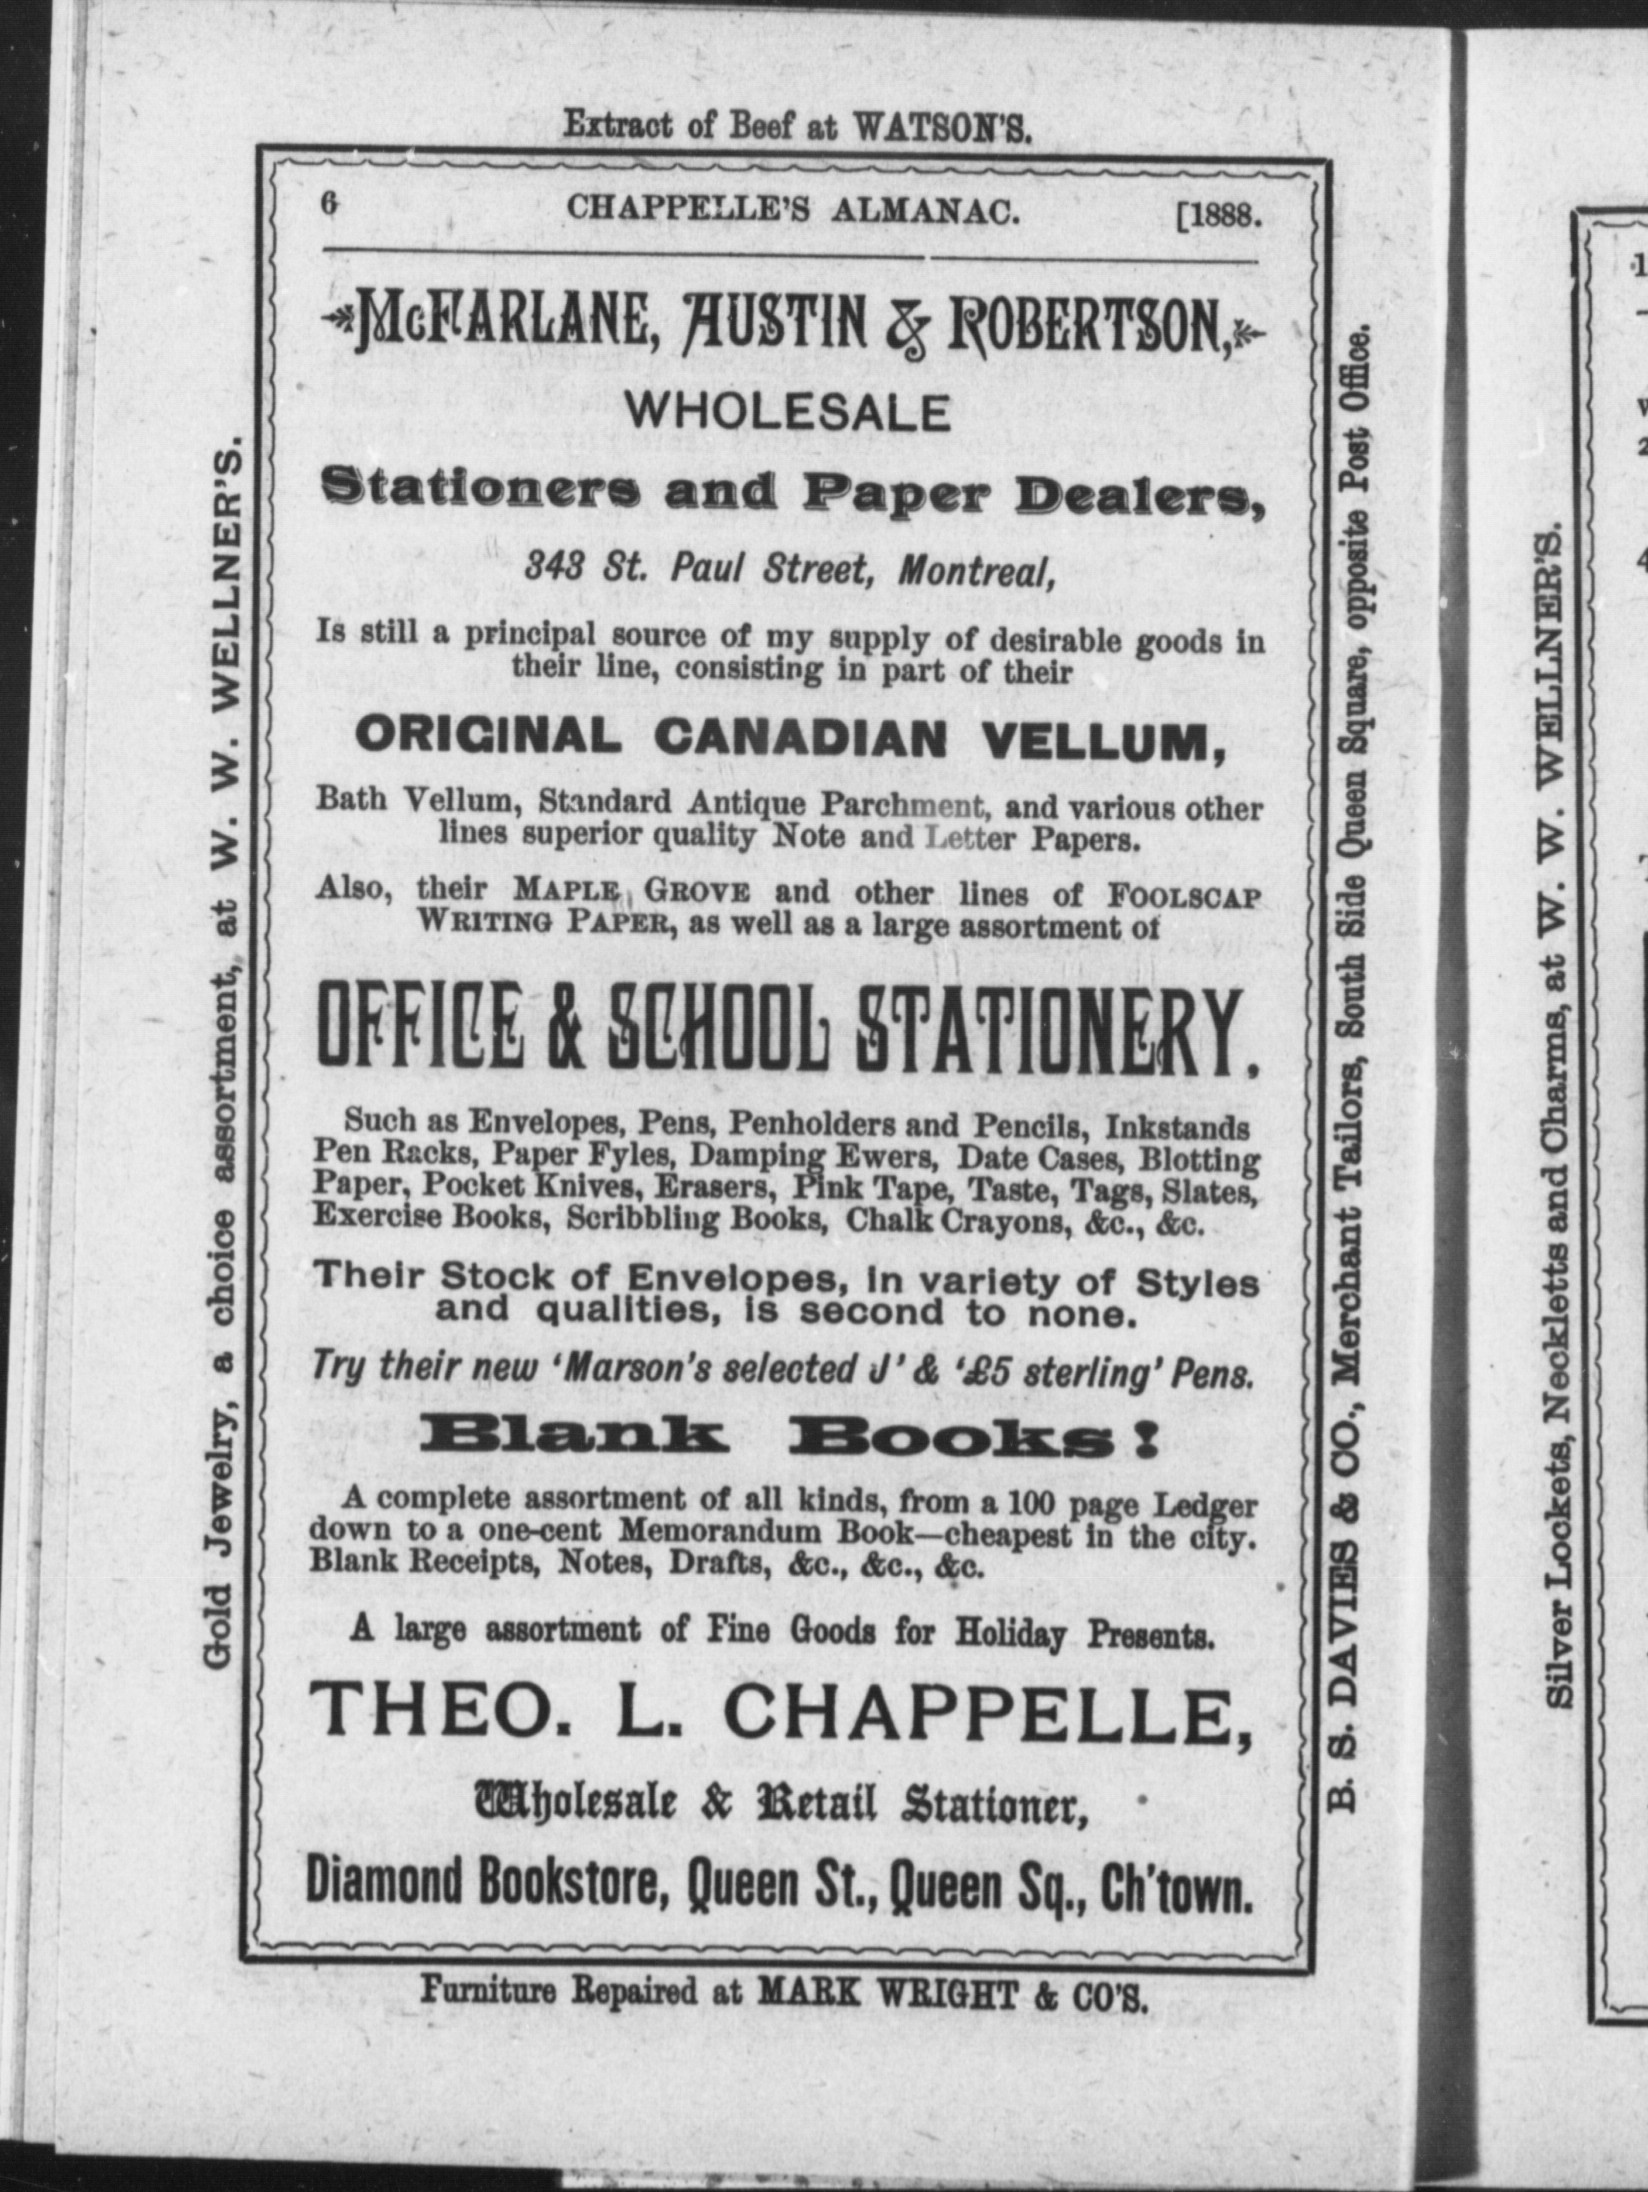 Extract of Beef at WATSON'S.
6 CHAPPELLE'S ALMANAC. [1888.
McFARLANE, AUSTIN & ROBERTSON,
WHOLESALE
Stationers and Paper Dealers,
343 St. Paul Street, Montreal,
Is still a principal source of my supply of desirable goods in
their line, consisting in part of their
ORIGINAL CANADIAN VELLUM,
Bath Vellum, Standard Antique Parchment, and various other
lines superior quality Note and Letter Papers.
Also, their MAPLE GROVE and other lines of FOOLSCAP
WRITING PAPER, as well as a large assortment of
OFFICE & SCHOOL STATIONERY.
Such as Envelopes, Pens, Penholders and Pencils, Inkstands
Pen Racks, Paper Fyles, Damping Ewers, Date Cases, Blotting
Paper, Pocket Knives, Erasers, Pink Tape, Taste, Tags, Slates,
Exercise Books, Scribbling Books, Chalk Crayons, &c., &c.
Their Stock of Envelopes, in variety of Styles
and qualities, is second to none.
Try their new 'Marson's selected J' & '£5 sterling' Pens.
Blank Books!
A complete assortment of all kinds, from a 100 page Ledger
down to a one-cent Memorandum Book—cheapest in the city.
Blank Receipts, Notes, Drafts, &c., &c., &c.
A large assortment of Fine Goods for Holiday Presents.
THEO. L. CHAPPELLE,
Wholesale & Retail Stationer,
Diamond Bookstore, Queen St., Queen Sq., Ch'town.
Furniture Repaired at MARK WRIGHT & CO'S.
Gold Jewelry, a choice assortment, at W. W. WELLNER'S.
B. S. DAVIES & CO., Merchant Tailors, South Side Queen Square, opposite Post Office.
Silver Lockets, Neckletts and Charms, at W. W. WELLNER'S.